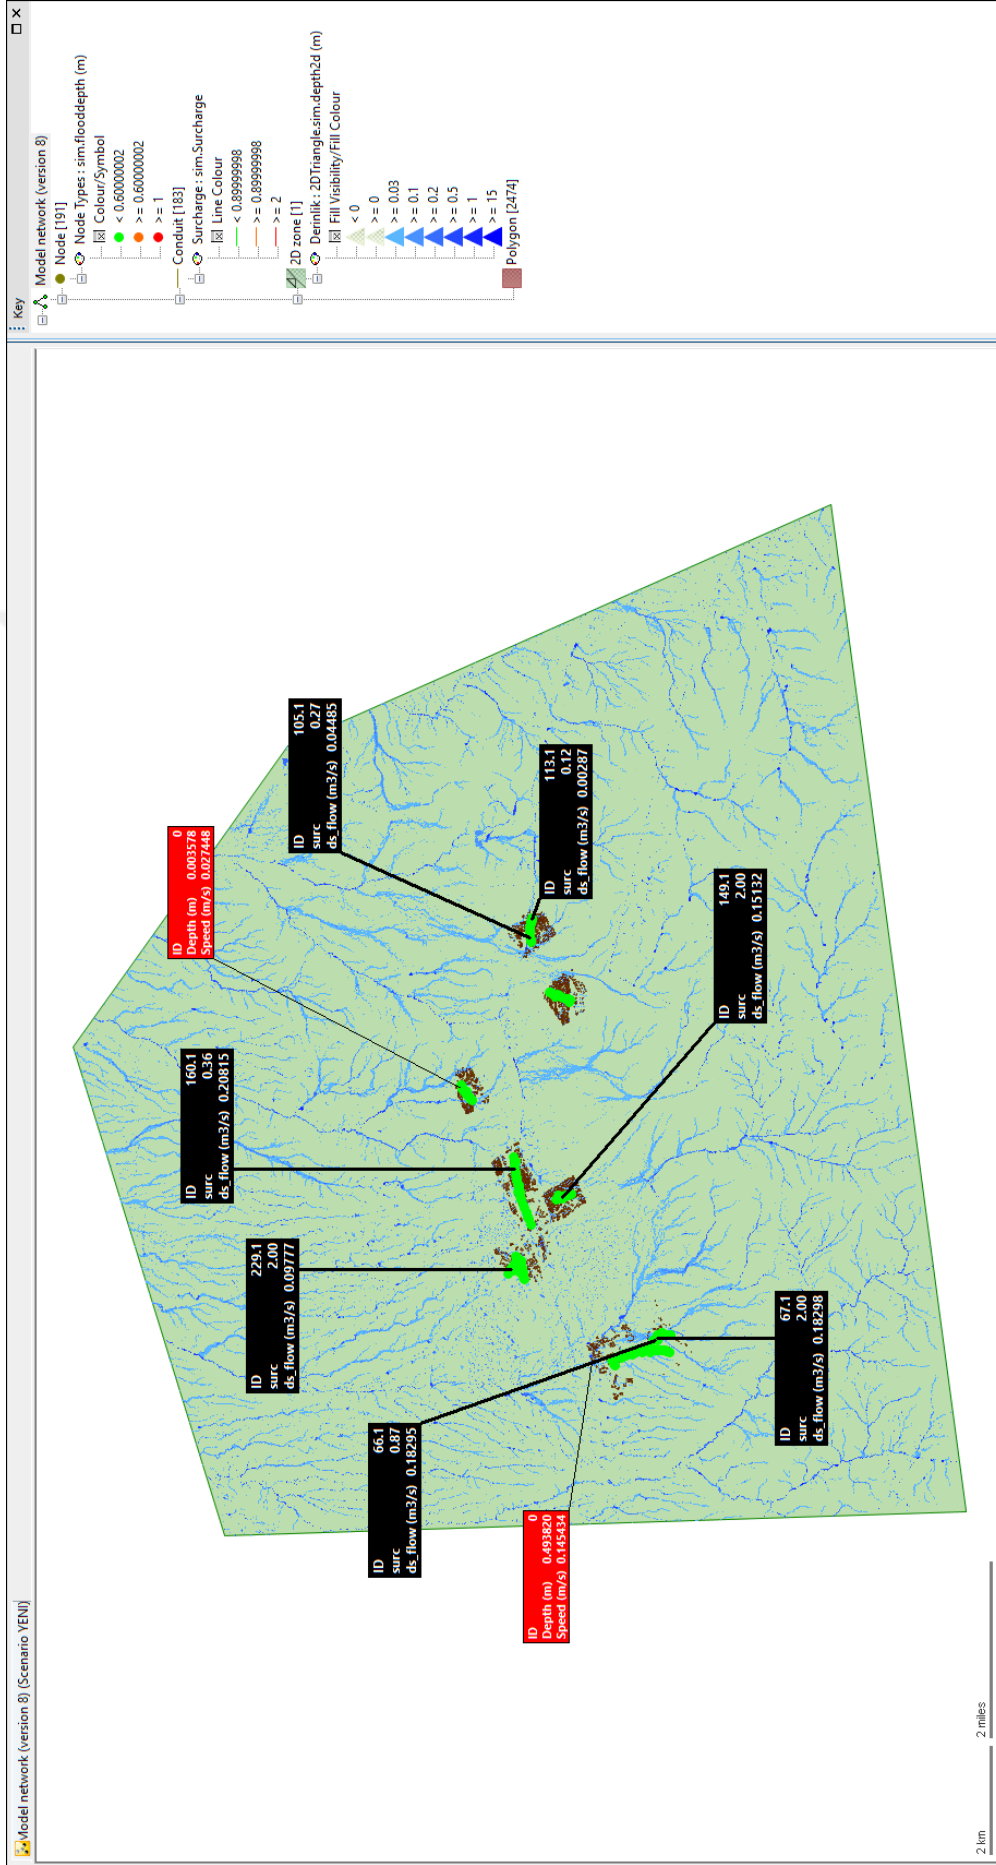 Model network (version 8) (Scenario YENI)
Key
Model network (version 8)
Node [191]
Node Types : sim.flooddepth (m)
Colour/Symbol
< 0.60000002
>= 0.60000002
>= 1
Conduit [183]
Surcharge : sim.Surcharge
Line Colour
< 0.89999998
>= 0.89999998
>= 2
2D zone [1]
Derinlik : 2DTriangle.sim.depth2d (m)
Fill Visibility/Fill Colour
< 0
>= 0
>= 0.03
>= 0.1
>= 0.2
>= 0.5
>= 1
>= 15
Polygon [2474]
ID 0
Depth (m) 0.003578
Speed (m/s) 0.027448
ID 160.1
surc 0.36
ds_flow (m3/s) 0.20815
ID 229.1
surc 2.00
ds_flow (m3/s) 0.09777
ID 105.1
surc 0.27
ds_flow (m3/s) 0.04485
ID 66.1
surc 0.87
ds_flow (m3/s) 0.18295
ID 0
Depth (m) 0.493820
Speed (m/s) 0.145434
ID 113.1
surc 0.12
ds_flow (m3/s) 0.00287
ID 149.1
surc 2.00
ds_flow (m3/s) 0.15132
ID 67.1
surc 2.00
ds_flow (m3/s) 0.18298
2 km
2 miles